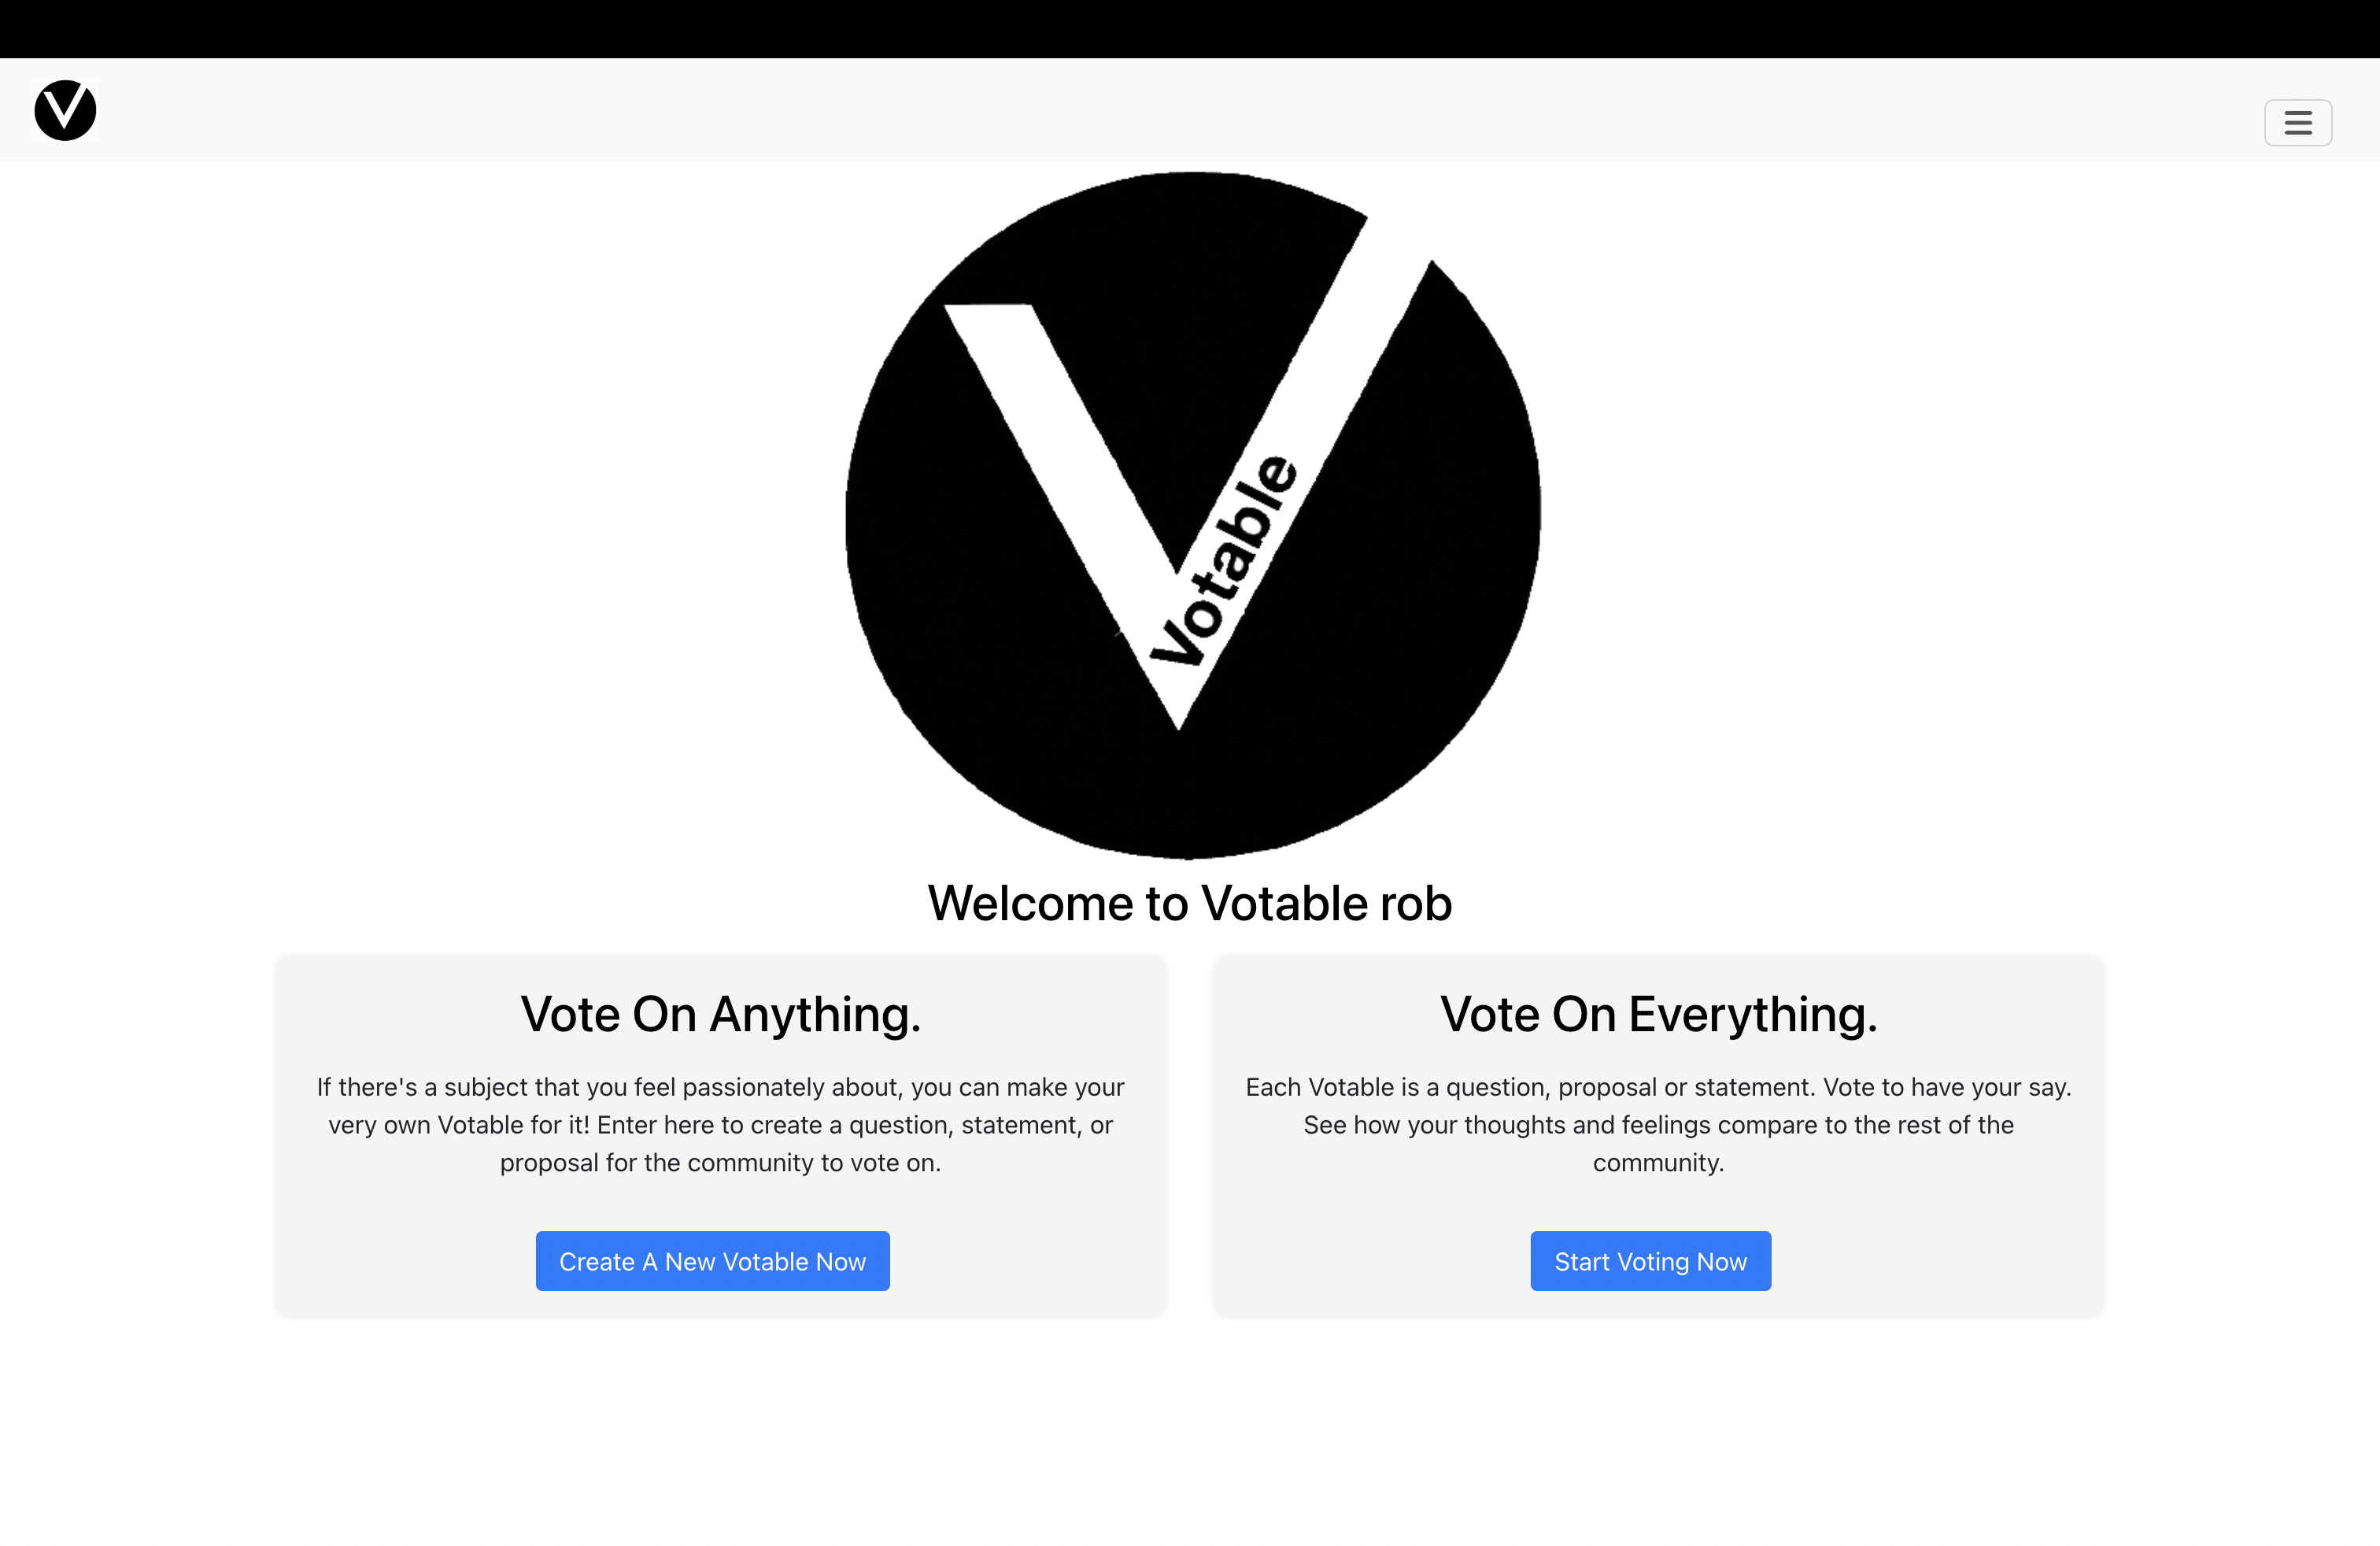 Votable
Welcome to Votable rob
Vote On Anything.
If there's a subject that you feel passionately about, you can make your
very own Votable for it! Enter here to create a question, statement, or
proposal for the community to vote on.
Create A New Votable Now
Vote On Everything.
Each Votable is a question, proposal or statement. Vote to have your say.
See how your thoughts and feelings compare to the rest of the
community.
Start Voting Now